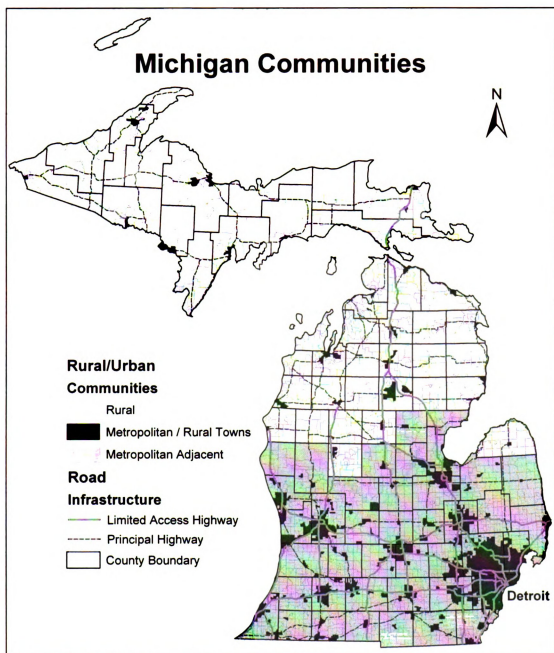 Michigan Communities
N
Rural/Urban
Communities
Rural
Metropolitan / Rural Towns
Metropolitan Adjacent
Road
Infrastructure
Limited Access Highway
Principal Highway
County Boundary
Detroit